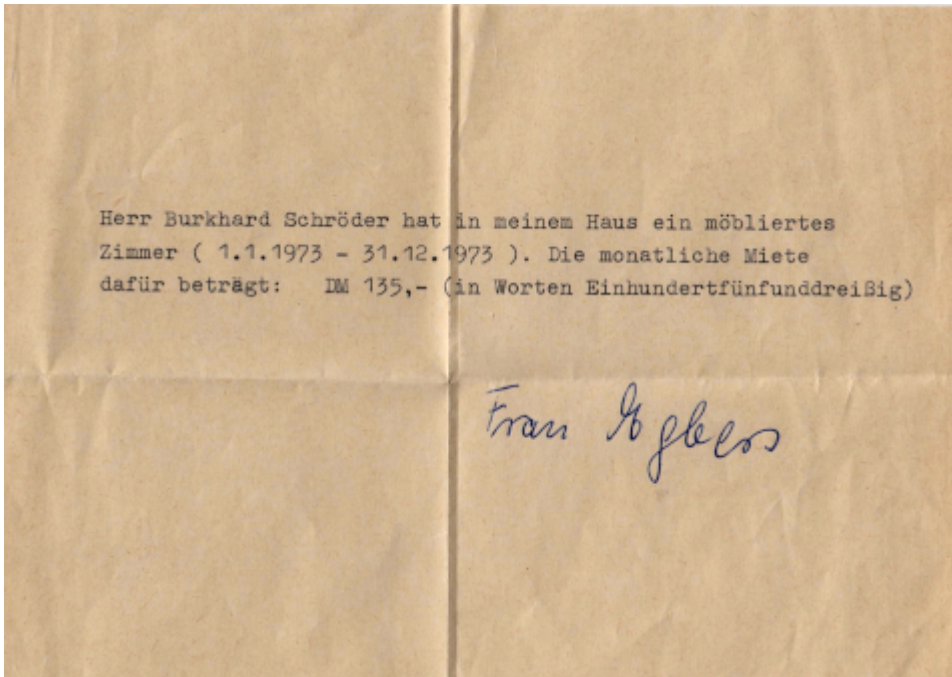 Herr Burkhard Schröder hat in meinem Haus ein möbliertes
Zimmer ( 1.1.1973 - 31.12.1973 ). Die monatliche Miete
dafür beträgt: DM 135,- (in Worten Einhundertfünfunddreißig)
Frau Egbers